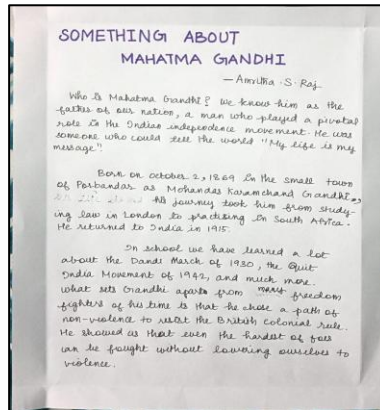 SOMETHING ABOUT
MAHATMA GANDHI
— Amritha . S . Raj
Who is Mahatma Gandhi? We know him as the
father of our nation, a man who played a pivotal
role in the Indian independence movement. He was
someone who could tell the world "My life is my
message".
Born on October 2, 1869 in the small town
of Porbandar as Mohandas Karamchand Gandhi,
his journey took him from study-
ing law in London to practising in South Africa.
He returned to India in 1915.
In school we have learned a lot
about the Dandi March of 1930, the Quit
India Movement of 1942, and much more.
What sets Gandhi apart from many freedom
fighters of his time is that he chose a path of
non-violence to resist the British colonial rule.
He showed us that even the hardest of foes
can be fought without lowering ourselves to
violence.